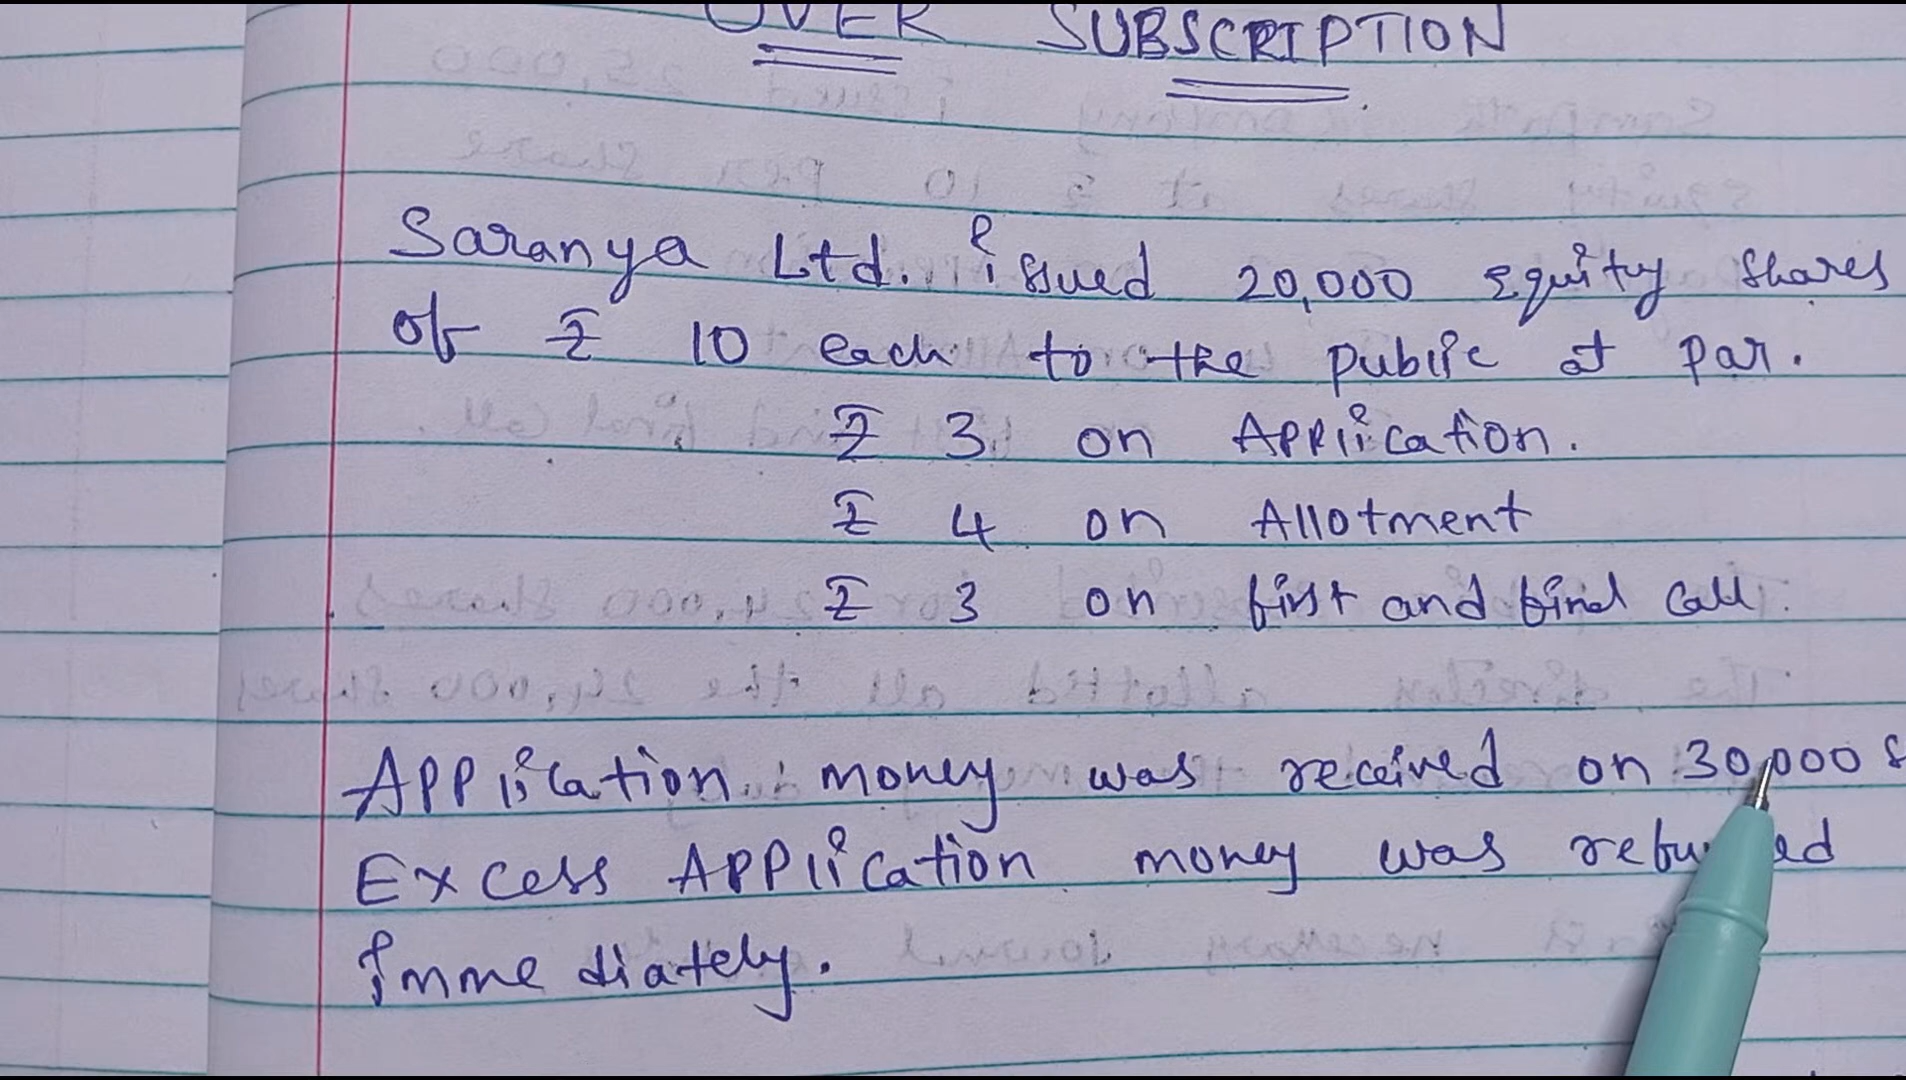 OVER SUBSCRIPTION
Saranya Ltd. issued 20,000 equity shares
of ₹ 10 each to the public at par.
₹ 3 on Application.
₹ 4 on Allotment
₹ 3 on first and final call.
Application money was received on 30,000 s
Excess Application money was refunded
immediately.